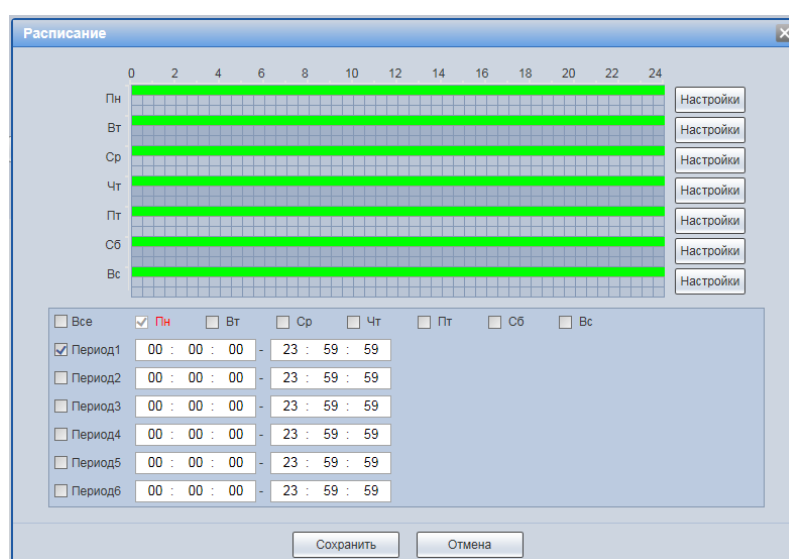 Расписание
0 2 4 6 8 10 12 14 16 18 20 22 24
Пн Настройки
Вт Настройки
Ср Настройки
Чт Настройки
Пт Настройки
Сб Настройки
Вс Настройки
Все Пн Вт Ср Чт Пт Сб Вс
Период1 00 : 00 : 00 - 23 : 59 : 59
Период2 00 : 00 : 00 - 23 : 59 : 59
Период3 00 : 00 : 00 - 23 : 59 : 59
Период4 00 : 00 : 00 - 23 : 59 : 59
Период5 00 : 00 : 00 - 23 : 59 : 59
Период6 00 : 00 : 00 - 23 : 59 : 59
Сохранить Отмена